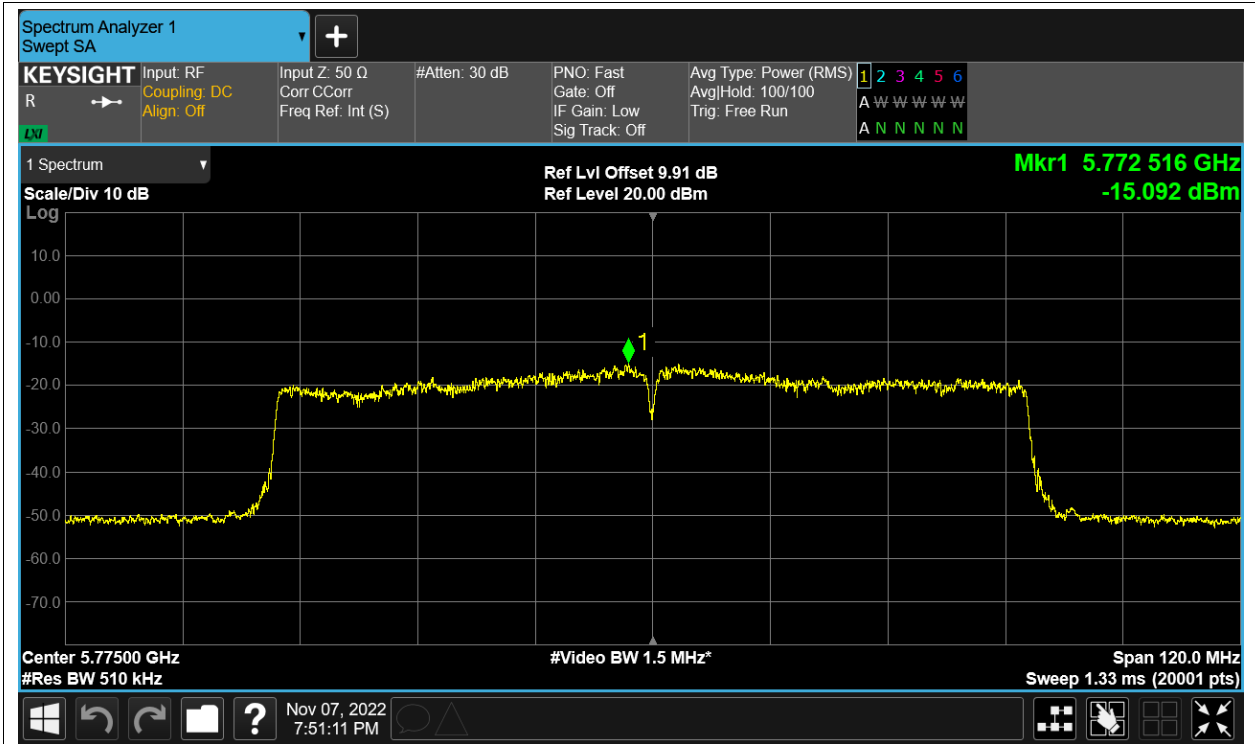 Spectrum Analyzer 1
Swept SA
KEYSIGHT
R
LXI
Input: RF
Coupling: DC
Align: Off
Input Z: 50 Ω
Corr CCorr
Freq Ref: Int (S)
#Atten: 30 dB
PNO: Fast
Gate: Off
IF Gain: Low
Sig Track: Off
Avg Type: Power (RMS)
Avg|Hold: 100/100
Trig: Free Run
1 2 3 4 5 6
A W W W W W
A N N N N N
1 Spectrum
Scale/Div 10 dB
Ref Lvl Offset 9.91 dB
Ref Level 20.00 dBm
Mkr1 5.772 516 GHz
-15.092 dBm
Log
10.0
0.00
-10.0
-20.0
-30.0
-40.0
-50.0
-60.0
-70.0
1
Center 5.77500 GHz
#Res BW 510 kHz
#Video BW 1.5 MHz*
Span 120.0 MHz
Sweep 1.33 ms (20001 pts)
?
Nov 07, 2022
7:51:11 PM